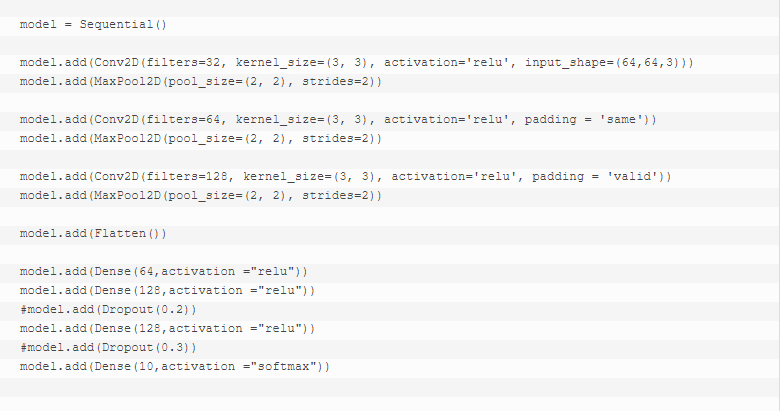 model = Sequential()
model.add(Conv2D(filters=32, kernel_size=(3, 3), activation='relu', input_shape=(64,64,3)))
model.add(MaxPool2D(pool_size=(2, 2), strides=2))
model.add(Conv2D(filters=64, kernel_size=(3, 3), activation='relu', padding = 'same'))
model.add(MaxPool2D(pool_size=(2, 2), strides=2))
model.add(Conv2D(filters=128, kernel_size=(3, 3), activation='relu', padding = 'valid'))
model.add(MaxPool2D(pool_size=(2, 2), strides=2))
model.add(Flatten())
model.add(Dense(64,activation ="relu"))
model.add(Dense(128,activation ="relu"))
#model.add(Dropout(0.2))
model.add(Dense(128,activation ="relu"))
#model.add(Dropout(0.3))
model.add(Dense(10,activation ="softmax"))